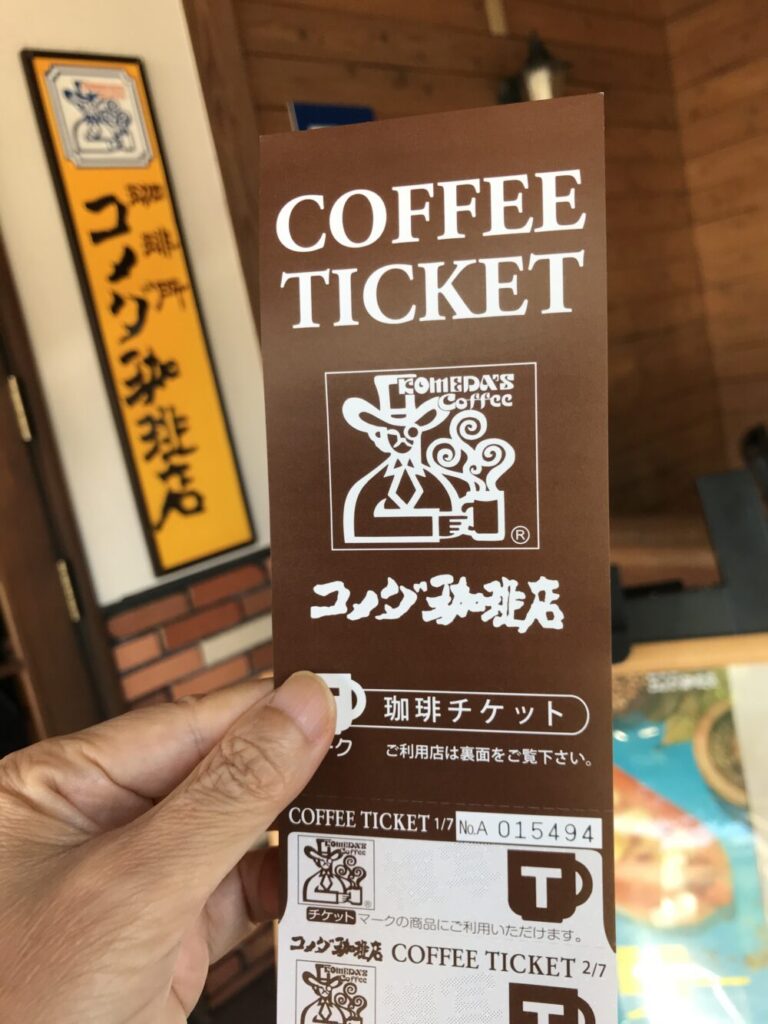 珈琲所
コメダ珈琲店
COFFEE
TICKET
KOMEDA'S
Coffee
®
コメダ珈琲店
T
珈琲チケット
ーク
ご利用店は裏面をご覧下さい。
COFFEE TICKET 1/7 No.A 015494
KOMEDA'S
Coffee
®
T
チケット マークの商品にご利用いただけます。
コメダ珈琲店 COFFEE TICKET 2/7
KOMEDA'S
Coffee
T